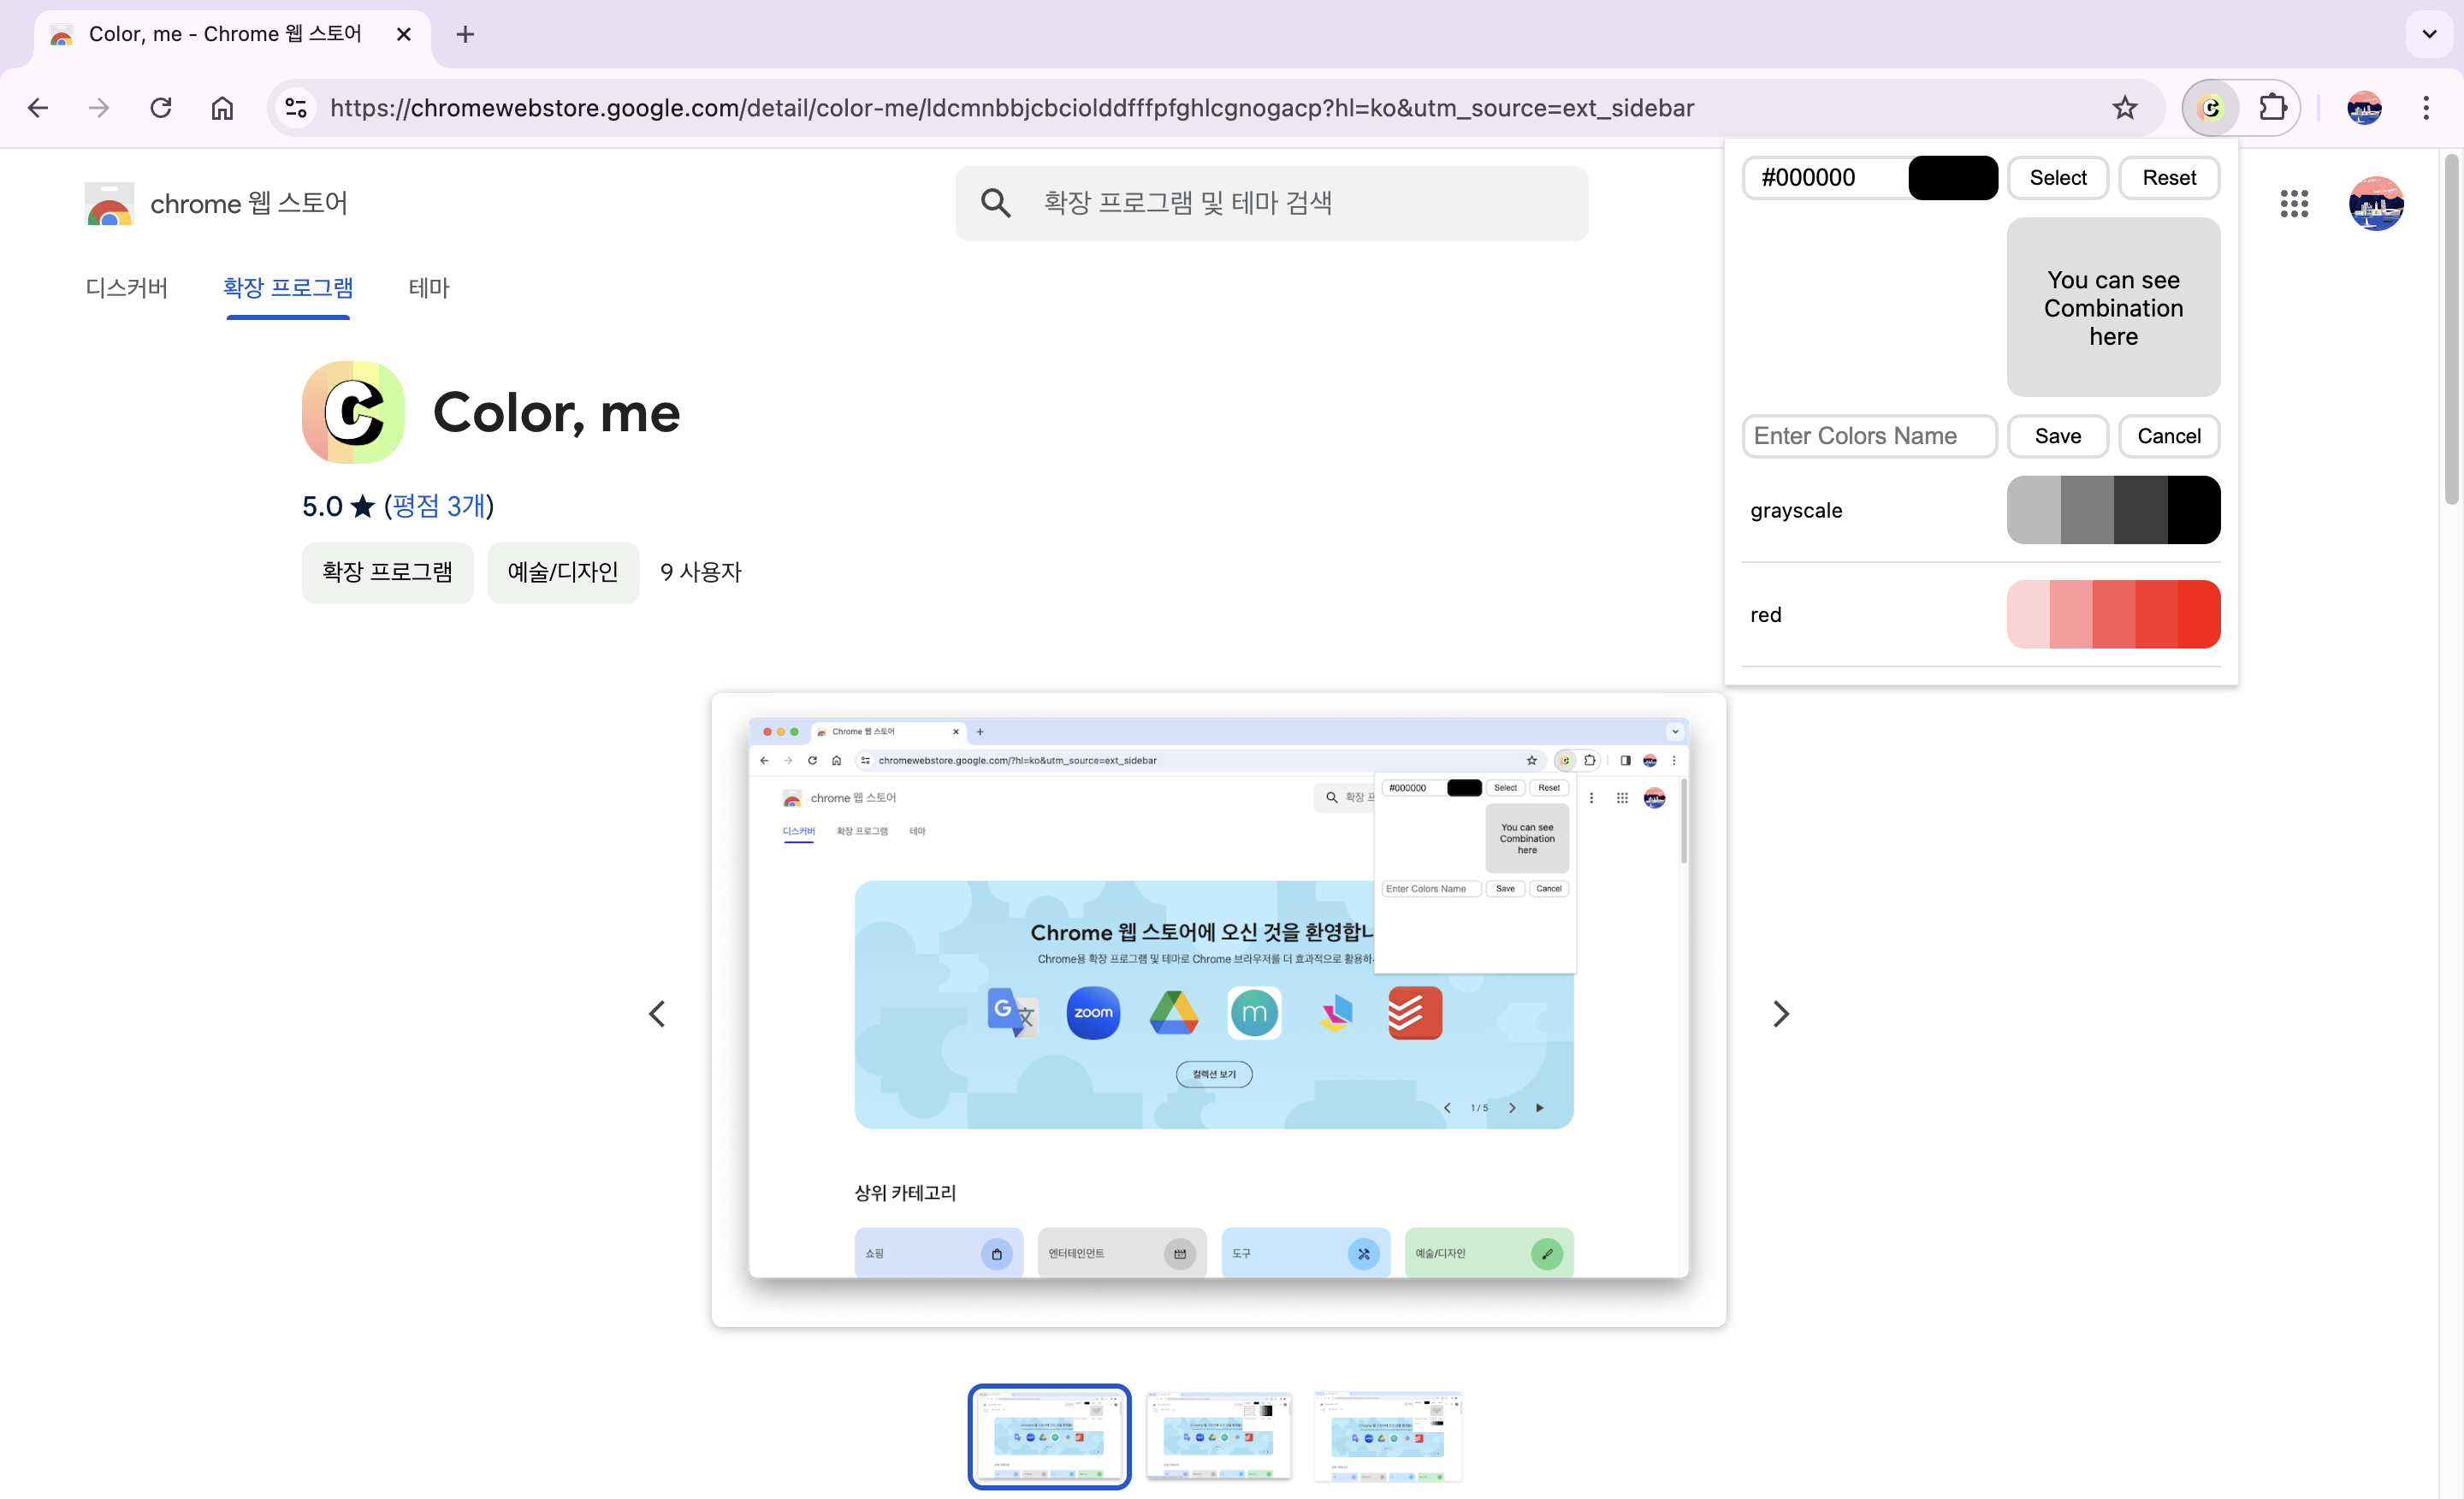 Color, me - Chrome 웹 스토어
https://chromewebstore.google.com/detail/color-me/ldcmnbbjcbciolddfffpfghlcgnogacp?hl=ko&utm_source=ext_sidebar
chrome 웹 스토어
확장 프로그램 및 테마 검색
디스커버
확장 프로그램
테마
C
Color, me
5.0 ★ (평점 3개)
확장 프로그램
예술/디자인
9 사용자
#000000
Select
Reset
You can see
Combination
here
Enter Colors Name
Save
Cancel
grayscale
red
Chrome 웹 스토어
chromewebstore.google.com/?hl=ko&utm_source=ext_sidebar
chrome 웹 스토어
확장 프
디스커버
확장 프로그램
테마
#000000
Select
Reset
You can see
Combination
here
Enter Colors Name
Save
Cancel
Chrome 웹 스토어에 오신 것을 환영합니
Chrome용 확장 프로그램 및 테마로 Chrome 브라우저를 더 효과적으로 활용하
G
zoom
m
컬렉션 보기
1 / 5
상위 카테고리
쇼핑
엔터테인먼트
도구
예술/디자인